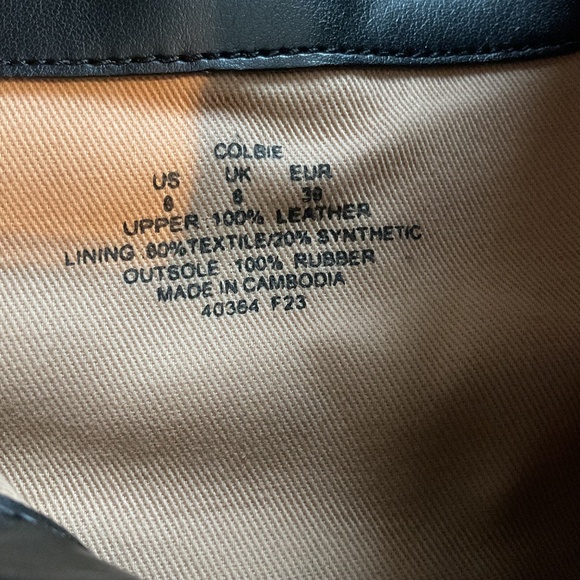 COLBIE
US UK EUR
8 6 39
UPPER 100% LEATHER
LINING 80%TEXTILE/20% SYNTHETIC
OUTSOLE 100% RUBBER
MADE IN CAMBODIA
40364 F23